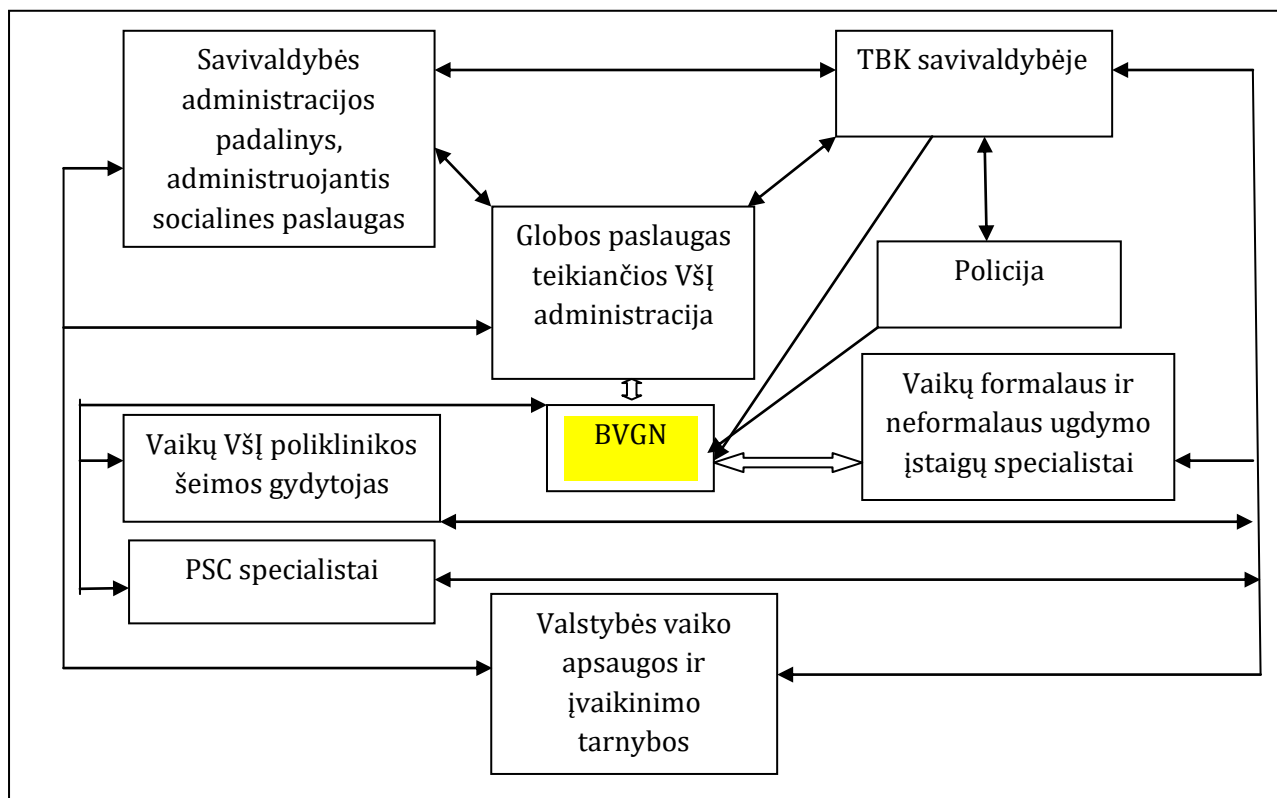 Savivaldybės
administracijos
padalinys,
administruojantis
socialines paslaugas
TBK savivaldybėje
Globos paslaugas
teikiančios VšĮ
administracija
Policija
BVGN
Vaikų formalaus ir
neformalaus ugdymo
įstaigų specialistai
Vaikų VšĮ poliklinikos
šeimos gydytojas
PSC specialistai
Valstybės vaiko
apsaugos ir
įvaikinimo
tarnybos